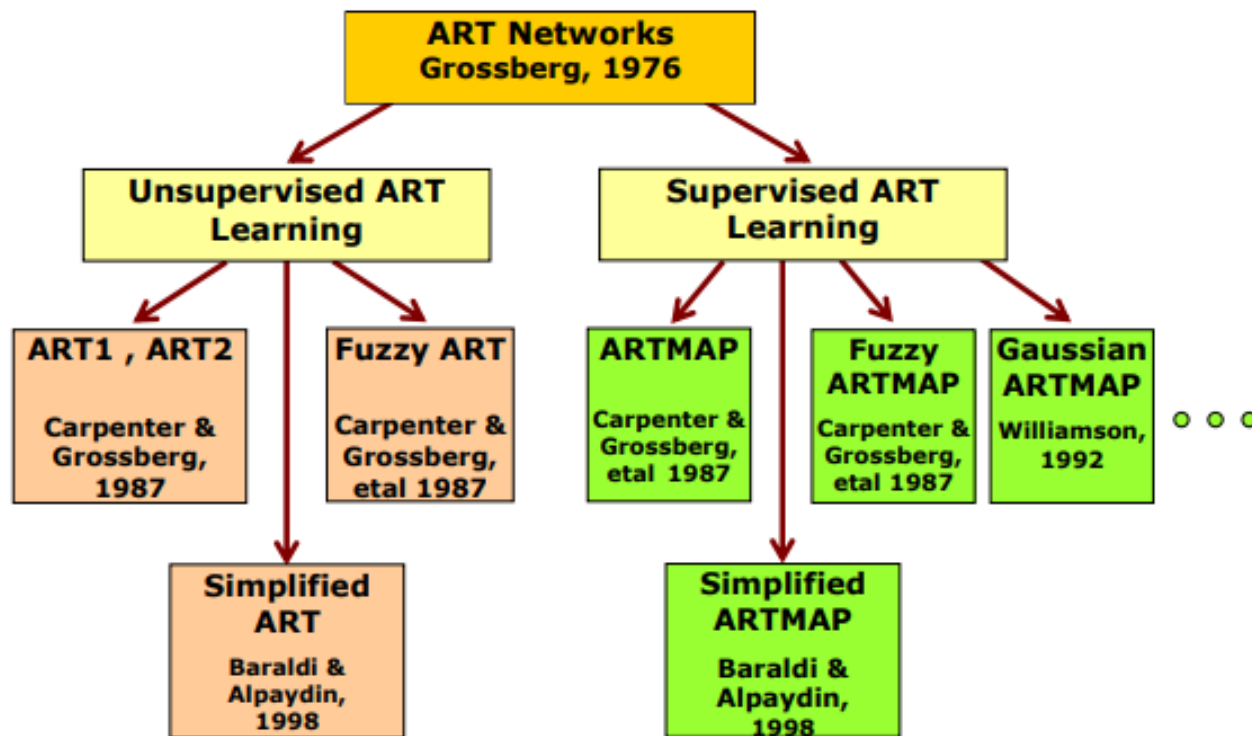 ART Networks
Grossberg, 1976
Unsupervised ART
Learning
Supervised ART
Learning
ART1 , ART2
Carpenter &
Grossberg,
1987
Fuzzy ART
Carpenter &
Grossberg,
etal 1987
ARTMAP
Carpenter &
Grossberg,
etal 1987
Fuzzy
ARTMAP
Carpenter &
Grossberg,
etal 1987
Gaussian
ARTMAP
Williamson,
1992
Simplified
ART
Baraldi &
Alpaydin,
1998
Simplified
ARTMAP
Baraldi &
Alpaydin,
1998